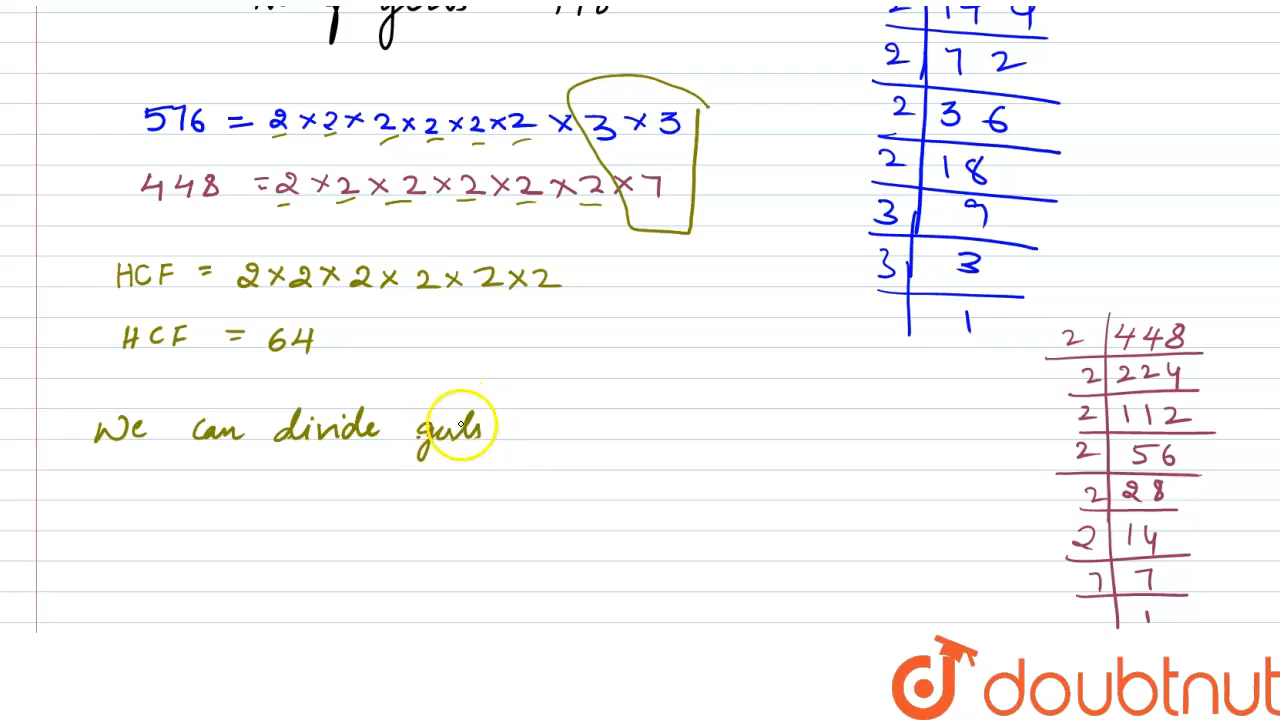 576 = 2 × 2 × 2 × 2 × 2 × 2 × 3 × 3
448 = 2 × 2 × 2 × 2 × 2 × 2 × 7
HCF = 2 × 2 × 2 × 2 × 2 × 2
HCF = 64
We can divide girls
2 | 72
2 | 36
2 | 18
3 | 9
3 | 3
1
2 | 448
2 | 224
2 | 112
2 | 56
2 | 28
2 | 14
7 | 7
1
doubtnut